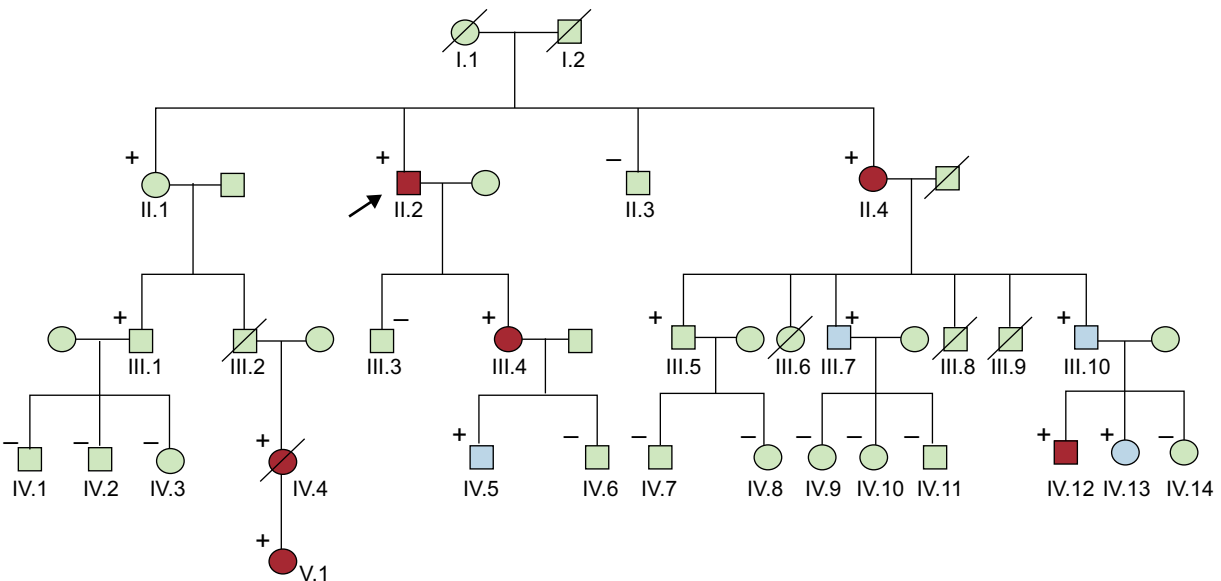 I.1 I.2
+ + – +
II.1 II.2 II.3 II.4
+ – + + + +
III.1 III.2 III.3 III.4 III.5 III.6 III.7 III.8 III.9 III.10
– – – + + – – – – – – + + –
IV.1 IV.2 IV.3 IV.4 IV.5 IV.6 IV.7 IV.8 IV.9 IV.10 IV.11 IV.12 IV.13 IV.14
+
V.1